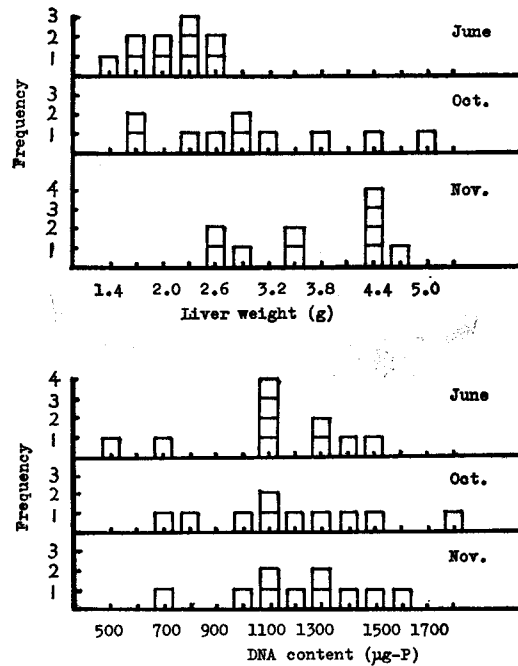 3
2
1
June
3
2
1
Oct.
4
3
2
1
Nov.
Frequency
1.4 2.0 2.6 3.2 3.8 4.4 5.0
Liver weight (g)
4
3
2
1
June
3
2
1
Oct.
3
2
1
Nov.
Frequency
500 700 900 1100 1300 1500 1700
DNA content (µg-P)